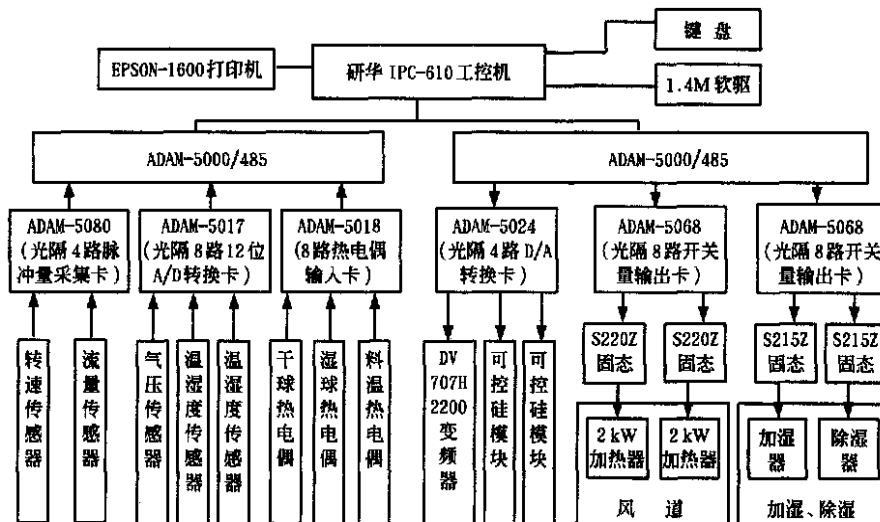 键 盘
EPSON-1600打印机
研华 IPC-610 工控机
1.4M 软驱
ADAM-5000/485
ADAM-5000/485
ADAM-5080
(光隔4路脉
冲量采集卡)
ADAM-5017
(光隔8路12位
A/D转换卡)
ADAM-5018
(8路热电偶
输入卡)
ADAM-5024
(光隔4路D/A
转换卡)
ADAM-5068
(光隔8路开关
量输出卡)
ADAM-5068
(光隔8路开关
量输出卡)
转速传感器
流量传感器
气压传感器
温湿度传感器
温湿度传感器
干球热电偶
湿球热电偶
料温热电偶
DV
707H
2200
变
频
器
可控硅模块
可控硅模块
S220Z
固态
S220Z
固态
S215Z
固态
S215Z
固态
2 kW
加热器
2 kW
加热器
加湿
器
除湿
器
风 道
加湿、除湿